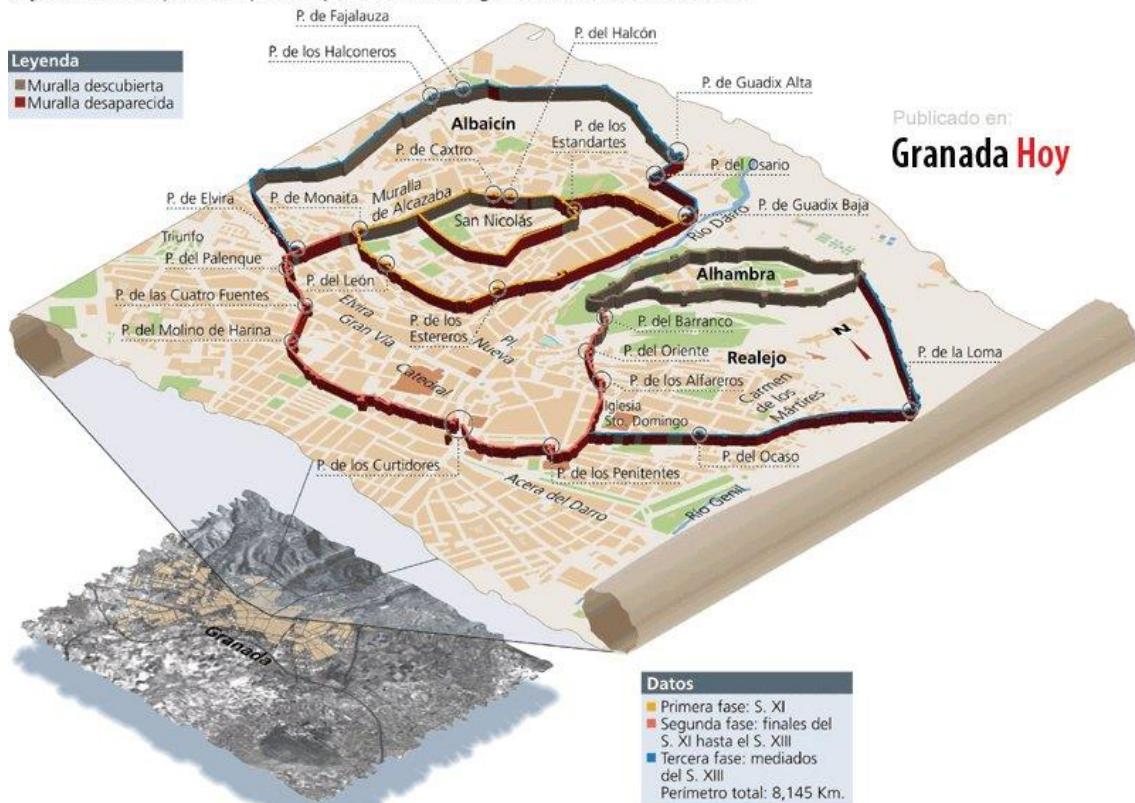 P. de Fajalauza
P. de los Halconeros
P. del Halcón
Leyenda
Muralla descubierta
Muralla desaparecida
P. de Guadix Alta
Publicado en:
Granada Hoy
Albaicín
P. de los
Estandartes
P. de Caxtro
P. del Osario
P. de Elvira
P. de Monaita
Muralla
de Alcazaba
San Nicolás
P. de Guadix Baja
Río Darro
Triunfo
P. del Palenque
P. del León
Alhambra
P. de las Cuatro Fuentes
Elvira
Gran Vía
P. de los
Estereros
Pl.
Nueva
P. del Barranco
N
P. del Molino de Harina
P. del Oriente
Realejo
P. de la Loma
Catedral
P. de los Alfareros
Carmen
de los
Mártires
Iglesia
Sto. Domingo
P. de los Curtidores
P. de los Penitentes
P. del Ocaso
Acera del Darro
Río Genil
Granada
Datos
Primera fase: S. XI
Segunda fase: finales del
S. XI hasta el S. XIII
Tercera fase: mediados
del S. XIII
Perímetro total: 8,145 Km.